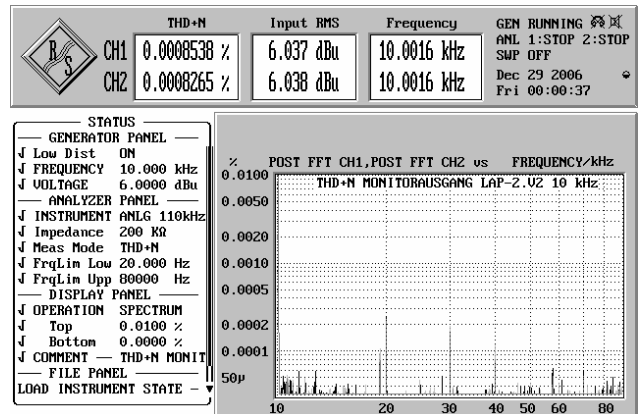 THD+N Input RMS Frequency
R & S
CH1 0.0008538 % 6.037 dBu 10.0016 kHz
CH2 0.0008265 % 6.038 dBu 10.0016 kHz
GEN RUNNING
ANL 1:STOP 2:STOP
SWP OFF
Dec 29 2006
Fri 00:00:37
STATUS
GENERATOR PANEL
√ Low Dist ON
√ FREQUENCY 10.000 kHz
√ VOLTAGE 6.0000 dBu
ANALYZER PANEL
√ INSTRUMENT ANLG 110kHz
√ Impedance 200 KΩ
√ Meas Mode THD+N
√ FrqLim Low 20.000 Hz
√ FrqLim Upp 80000 Hz
DISPLAY PANEL
√ OPERATION SPECTRUM
√ Top 0.0100 %
√ Bottom 0.0000 %
√ COMMENT — THD+N MONIT
FILE PANEL
LOAD INSTRUMENT STATE -
% POST FFT CH1,POST FFT CH2 vs FREQUENCY/kHz
THD+N MONITORAUSGANG LAP-2.V2 10 kHz
0.0100
0.0050
0.0020
0.0010
0.0005
0.0002
0.0001
50µ
10 20 30 40 50 60 80